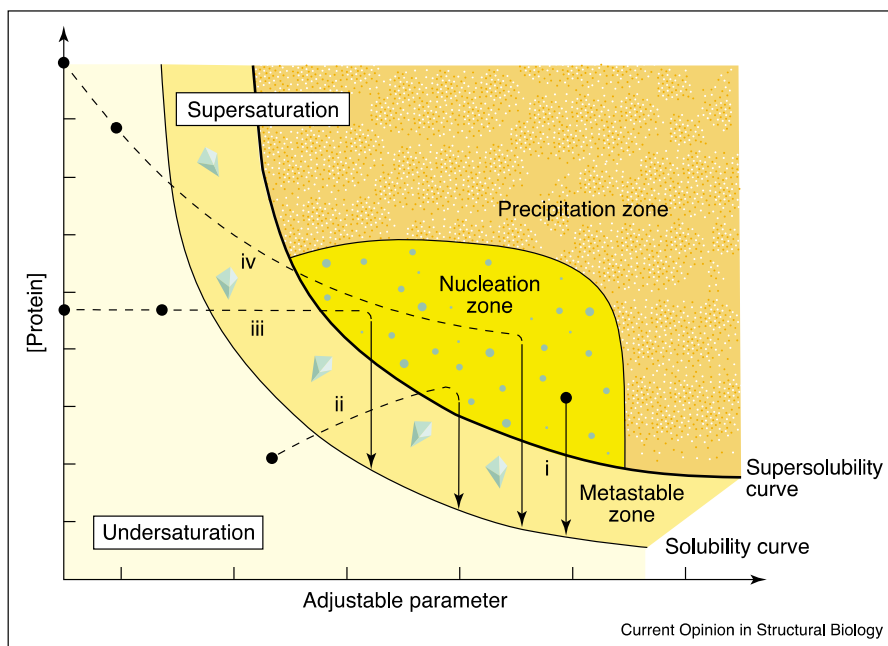 Supersaturation
Precipitation zone
iv
Nucleation
zone
[Protein]
iii
ii
i
Supersolubility
curve
Metastable
zone
Undersaturation
Solubility curve
Adjustable parameter
Current Opinion in Structural Biology